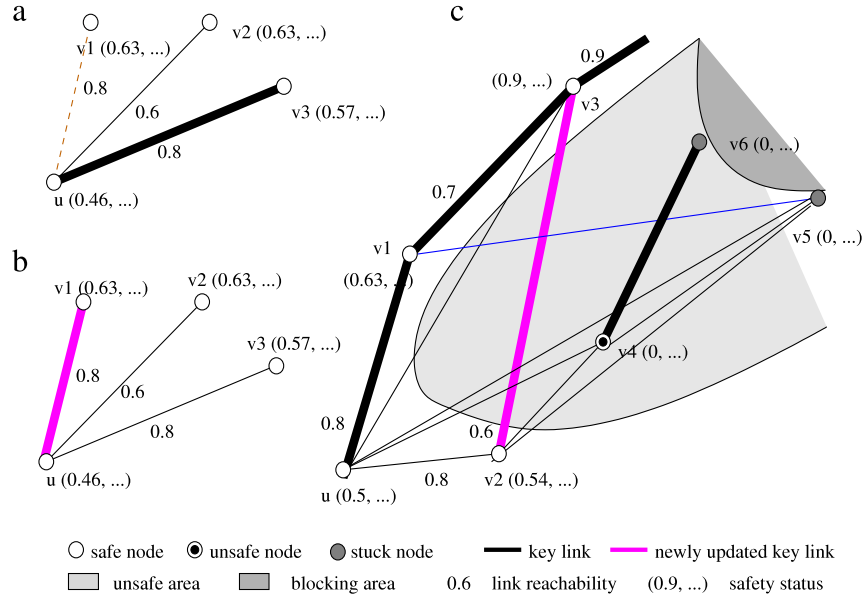 a
v1 (0.63, ...)
v2 (0.63, ...)
0.8
0.6
v3 (0.57, ...)
0.8
u (0.46, ...)
b
v1 (0.63, ...)
v2 (0.63, ...)
v3 (0.57, ...)
0.8
0.6
0.8
u (0.46, ...)
c
0.9
(0.9, ...)
v3
v6 (0, ...)
0.7
v5 (0, ...)
v1
(0.63, ...)
v4 (0, ...)
0.8
0.6
0.8
v2 (0.54, ...)
u (0.5, ...)
safe node unsafe node stuck node key link newly updated key link
unsafe area blocking area 0.6 link reachability (0.9, ...) safety status